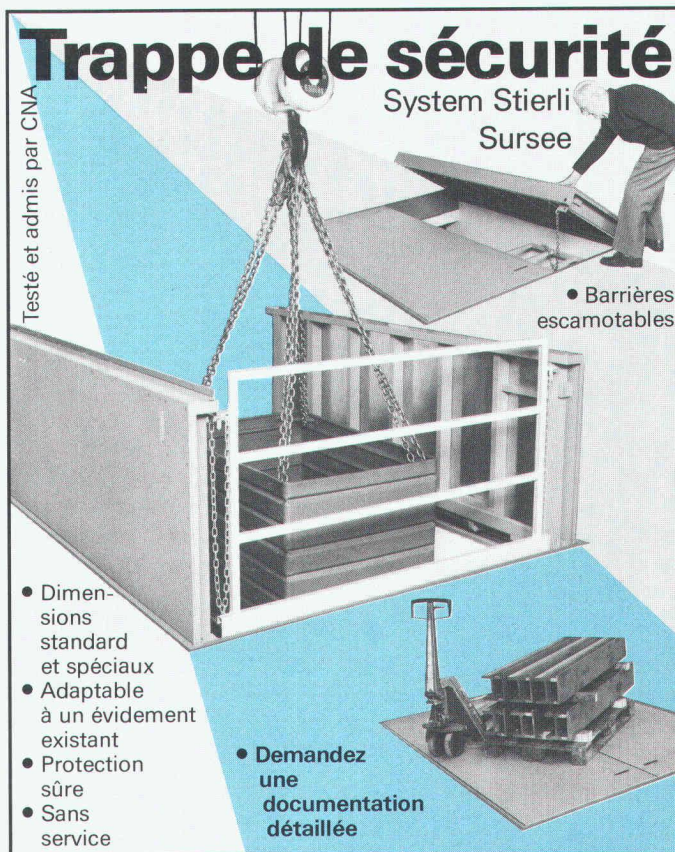 Trappe de sécurité
System Stierli
Sursee
Testé et admis par CNA
• Barrières
escamotables
• Dimen-
sions
standard
et spéciaux
• Adaptable
à un évidement
existant
• Protection
sûre
• Sans
service
• Demandez
une
documentation
détaillée